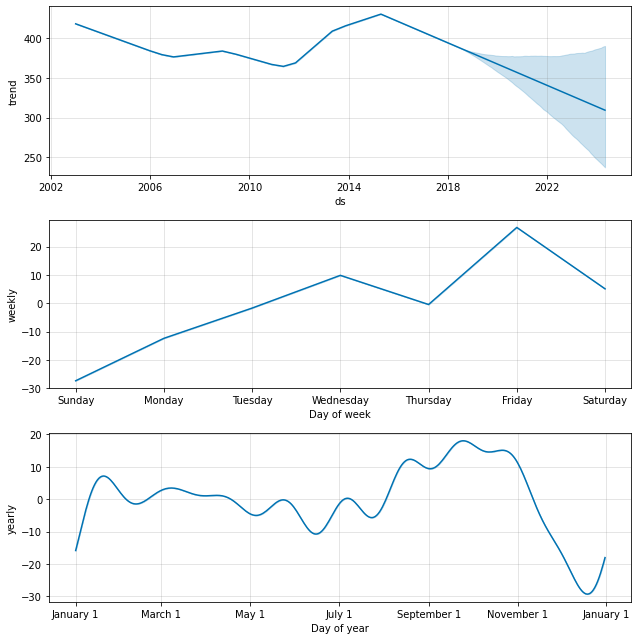 400
350
300
250
trend
2002 2006 2010 2014 2018 2022
ds
20
10
0
−10
−20
−30
weekly
Sunday Monday Tuesday Wednesday Thursday Friday Saturday
Day of week
20
10
0
−10
−20
−30
yearly
January 1 March 1 May 1 July 1 September 1 November 1 January 1
Day of year